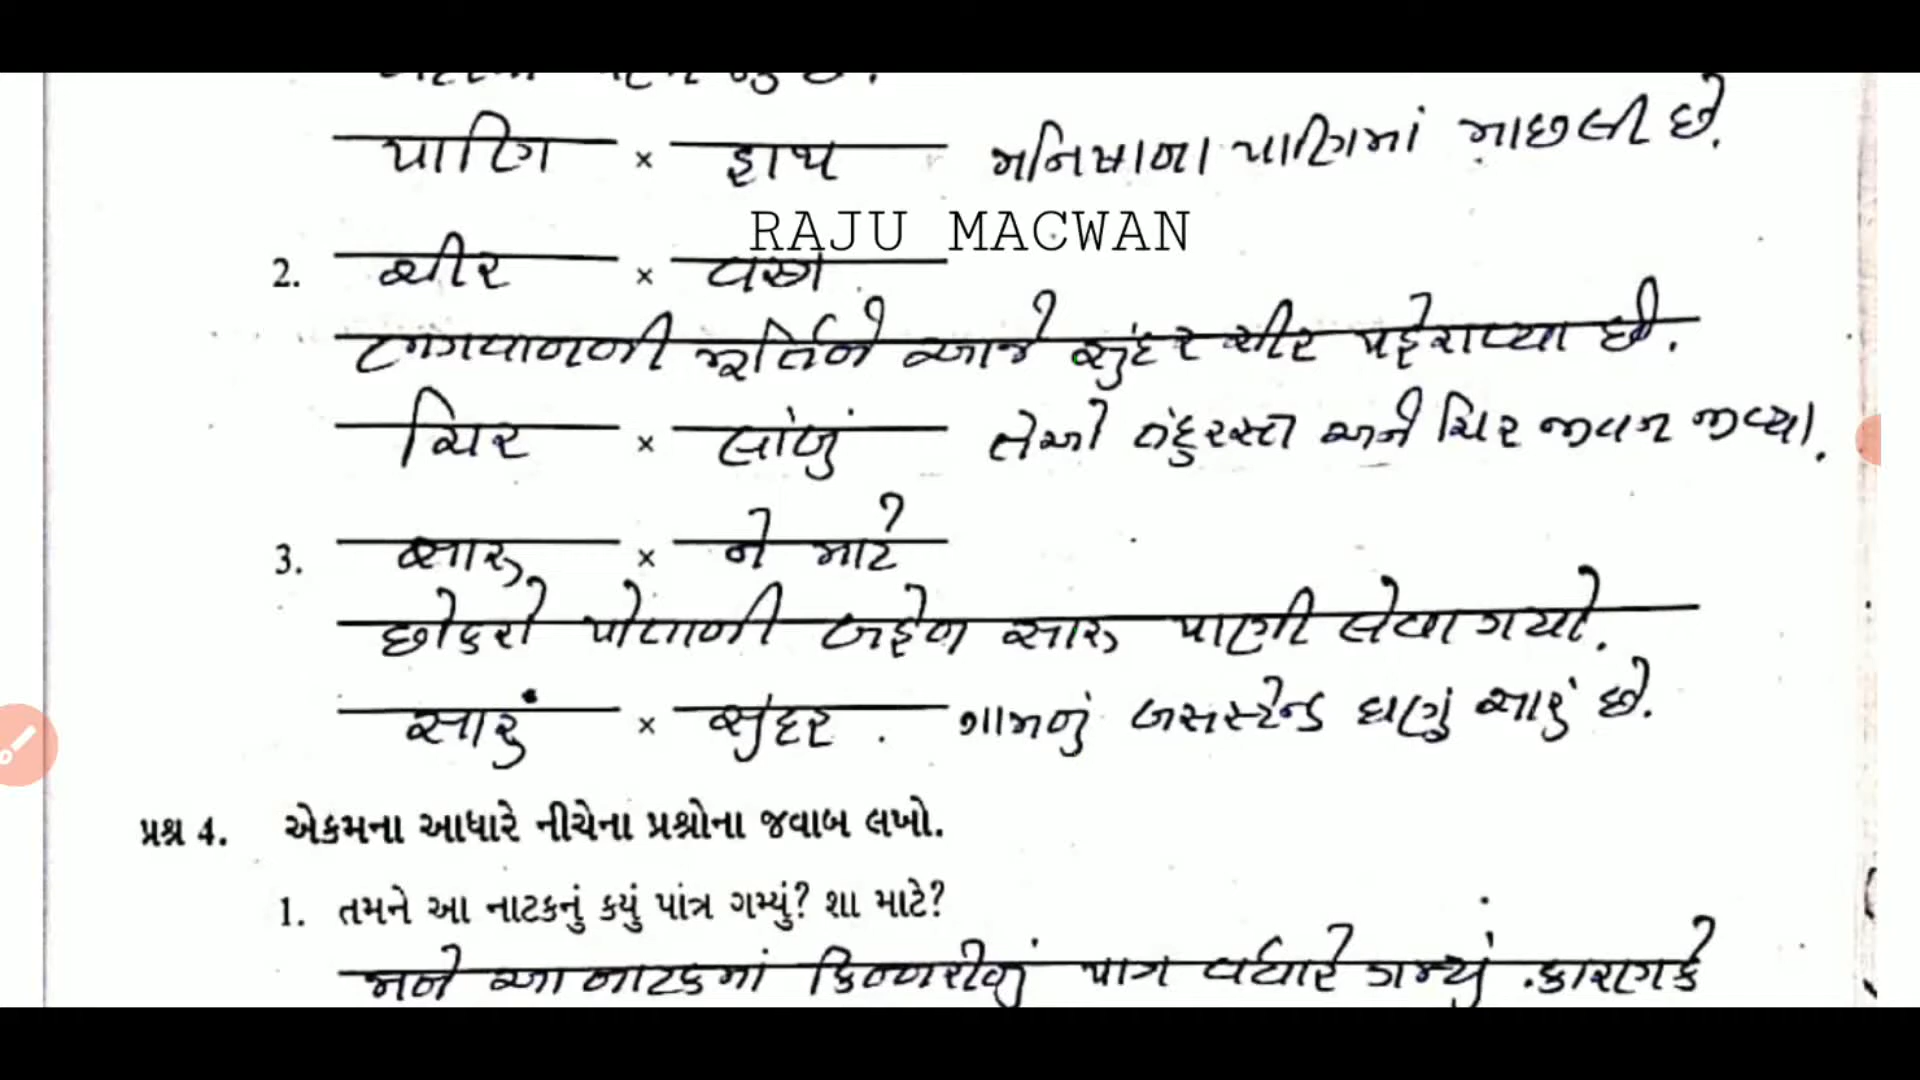 પાણિ × હાથ મનિષાના પાણિમાં માછલી છે.
RAJU MACWAN
2. ચીર × વસ્ત્ર
ભગવાનની મૂર્તિને આજે સુંદર ચીર પહેરાવ્યા છે.
ચિર × લાંબું તેઓ તંદુરસ્ત અને ચિર જીવન જીવ્યા.
3. સારુ × ને માટે
છોકરો પોતાની બહેન સારુ પાણી લેવા ગયો.
સારું × સુંદર . ગામનું બસસ્ટેન્ડ ઘણું સારું છે.
પ્રશ્ન 4. એકમના આધારે નીચેના પ્રશ્નોના જવાબ લખો.
1. તમને આ નાટકનું કયું પાંત્ર ગમ્યું? શા માટે?
મને આ નાટકમાં કિન્નરીનું પાત્ર વધારે ગમ્યું. કારણકે